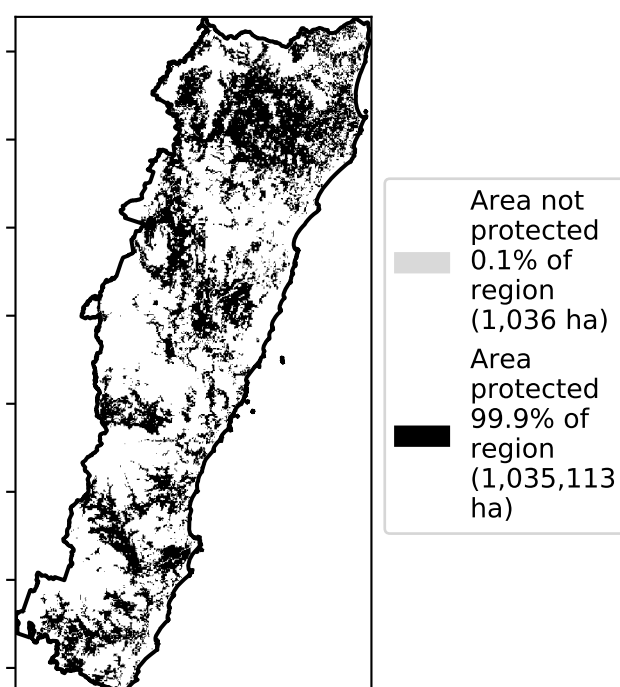 Area not
protected
0.1% of
region
(1,036 ha)
Area
protected
99.9% of
region
(1,035,113
ha)